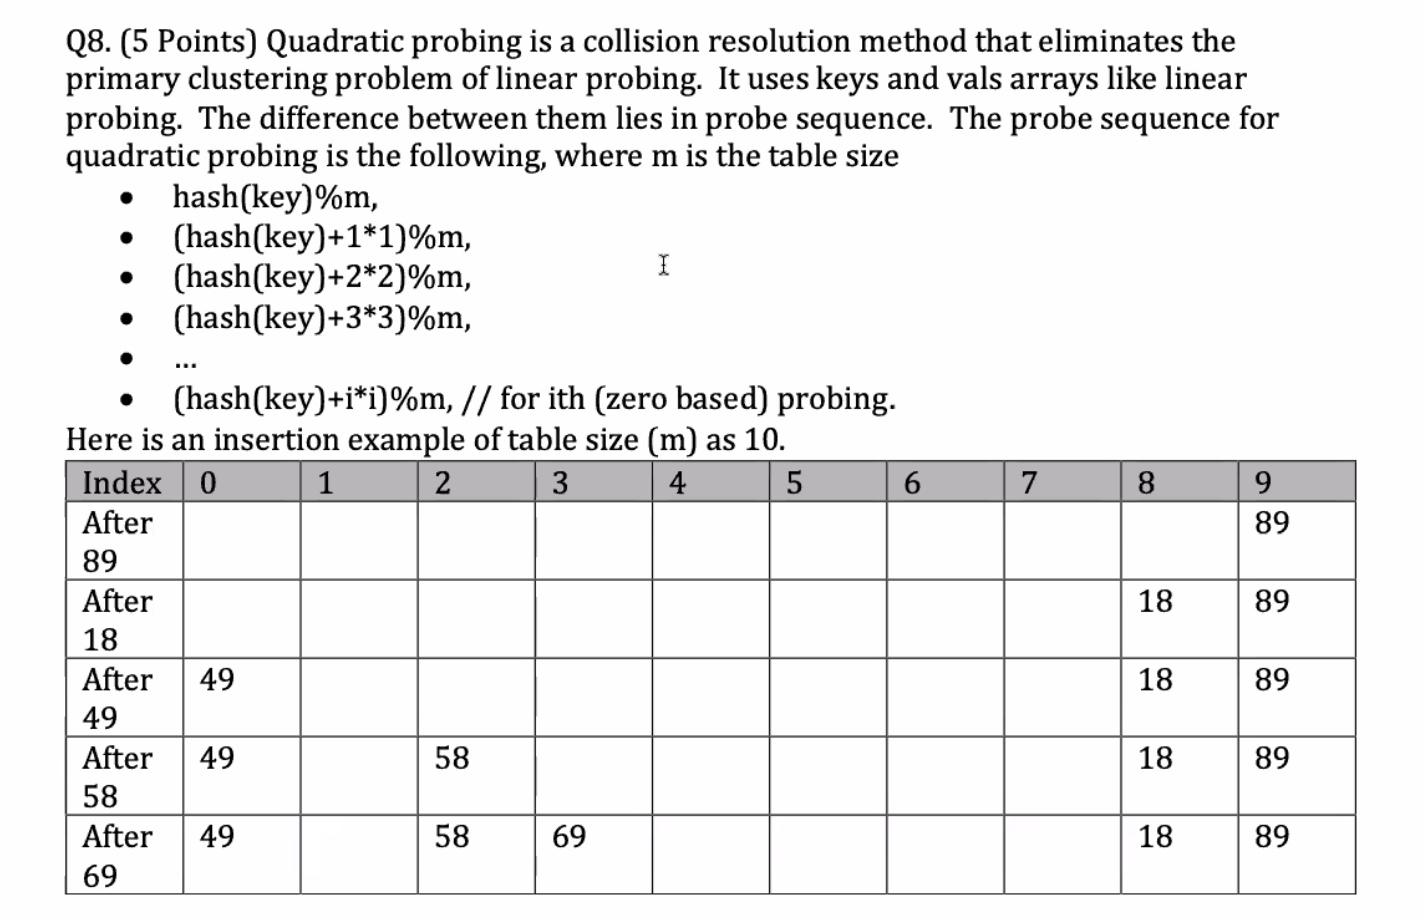 Q8. (5 Points) Quadratic probing is a collision resolution method that eliminates the
primary clustering problem of linear probing.  It uses keys and vals arrays like linear
probing.  The difference between them lies in probe sequence.  The probe sequence for
quadratic probing is the following, where m is the table size
• hash(key)%m,
• (hash(key)+1*1)%m,
• (hash(key)+2*2)%m,
• (hash(key)+3*3)%m,
• ...
• (hash(key)+i*i)%m, // for ith (zero based) probing.
Here is an insertion example of table size (m) as 10.
Index 0 1 2 3 4 5 6 7 8 9
After 89
89
After 18 89
18
After 49 18 89
49
After 49 58 18 89
58
After 49 58 69 18 89
69